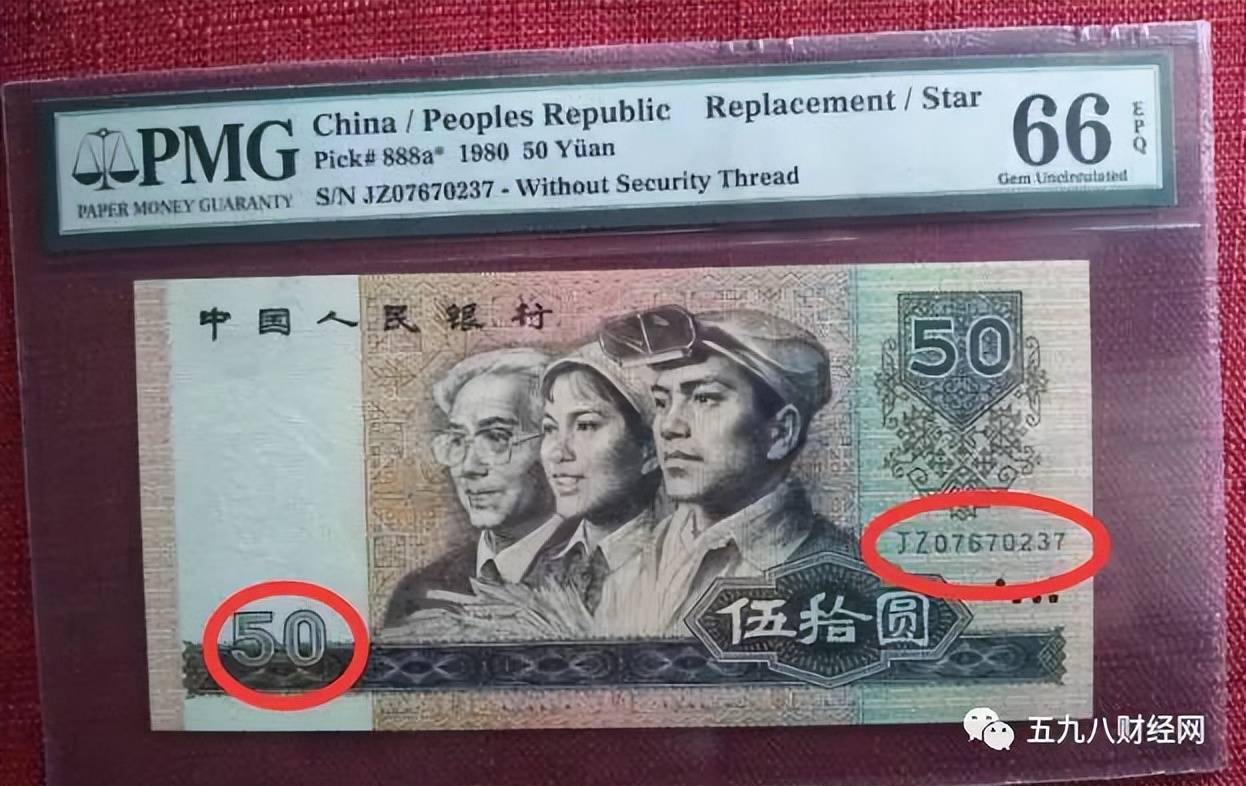 PMG
PAPER MONEY GUARANTY
China / Peoples Republic Replacement / Star
Pick# 888a* 1980 50 Yüan
S/N JZ07670237 - Without Security Thread
66
EPQ
Gem Uncirculated
中国人民银行
50
JZ07670237
伍拾圆
50
五九八财经网